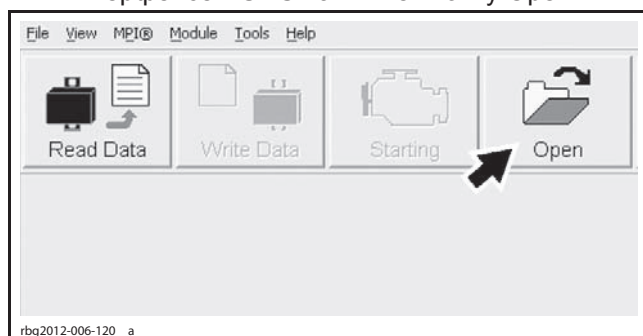 File View MPI® Module Tools Help
Read Data Write Data Starting Open
rbg2012-006-120_a